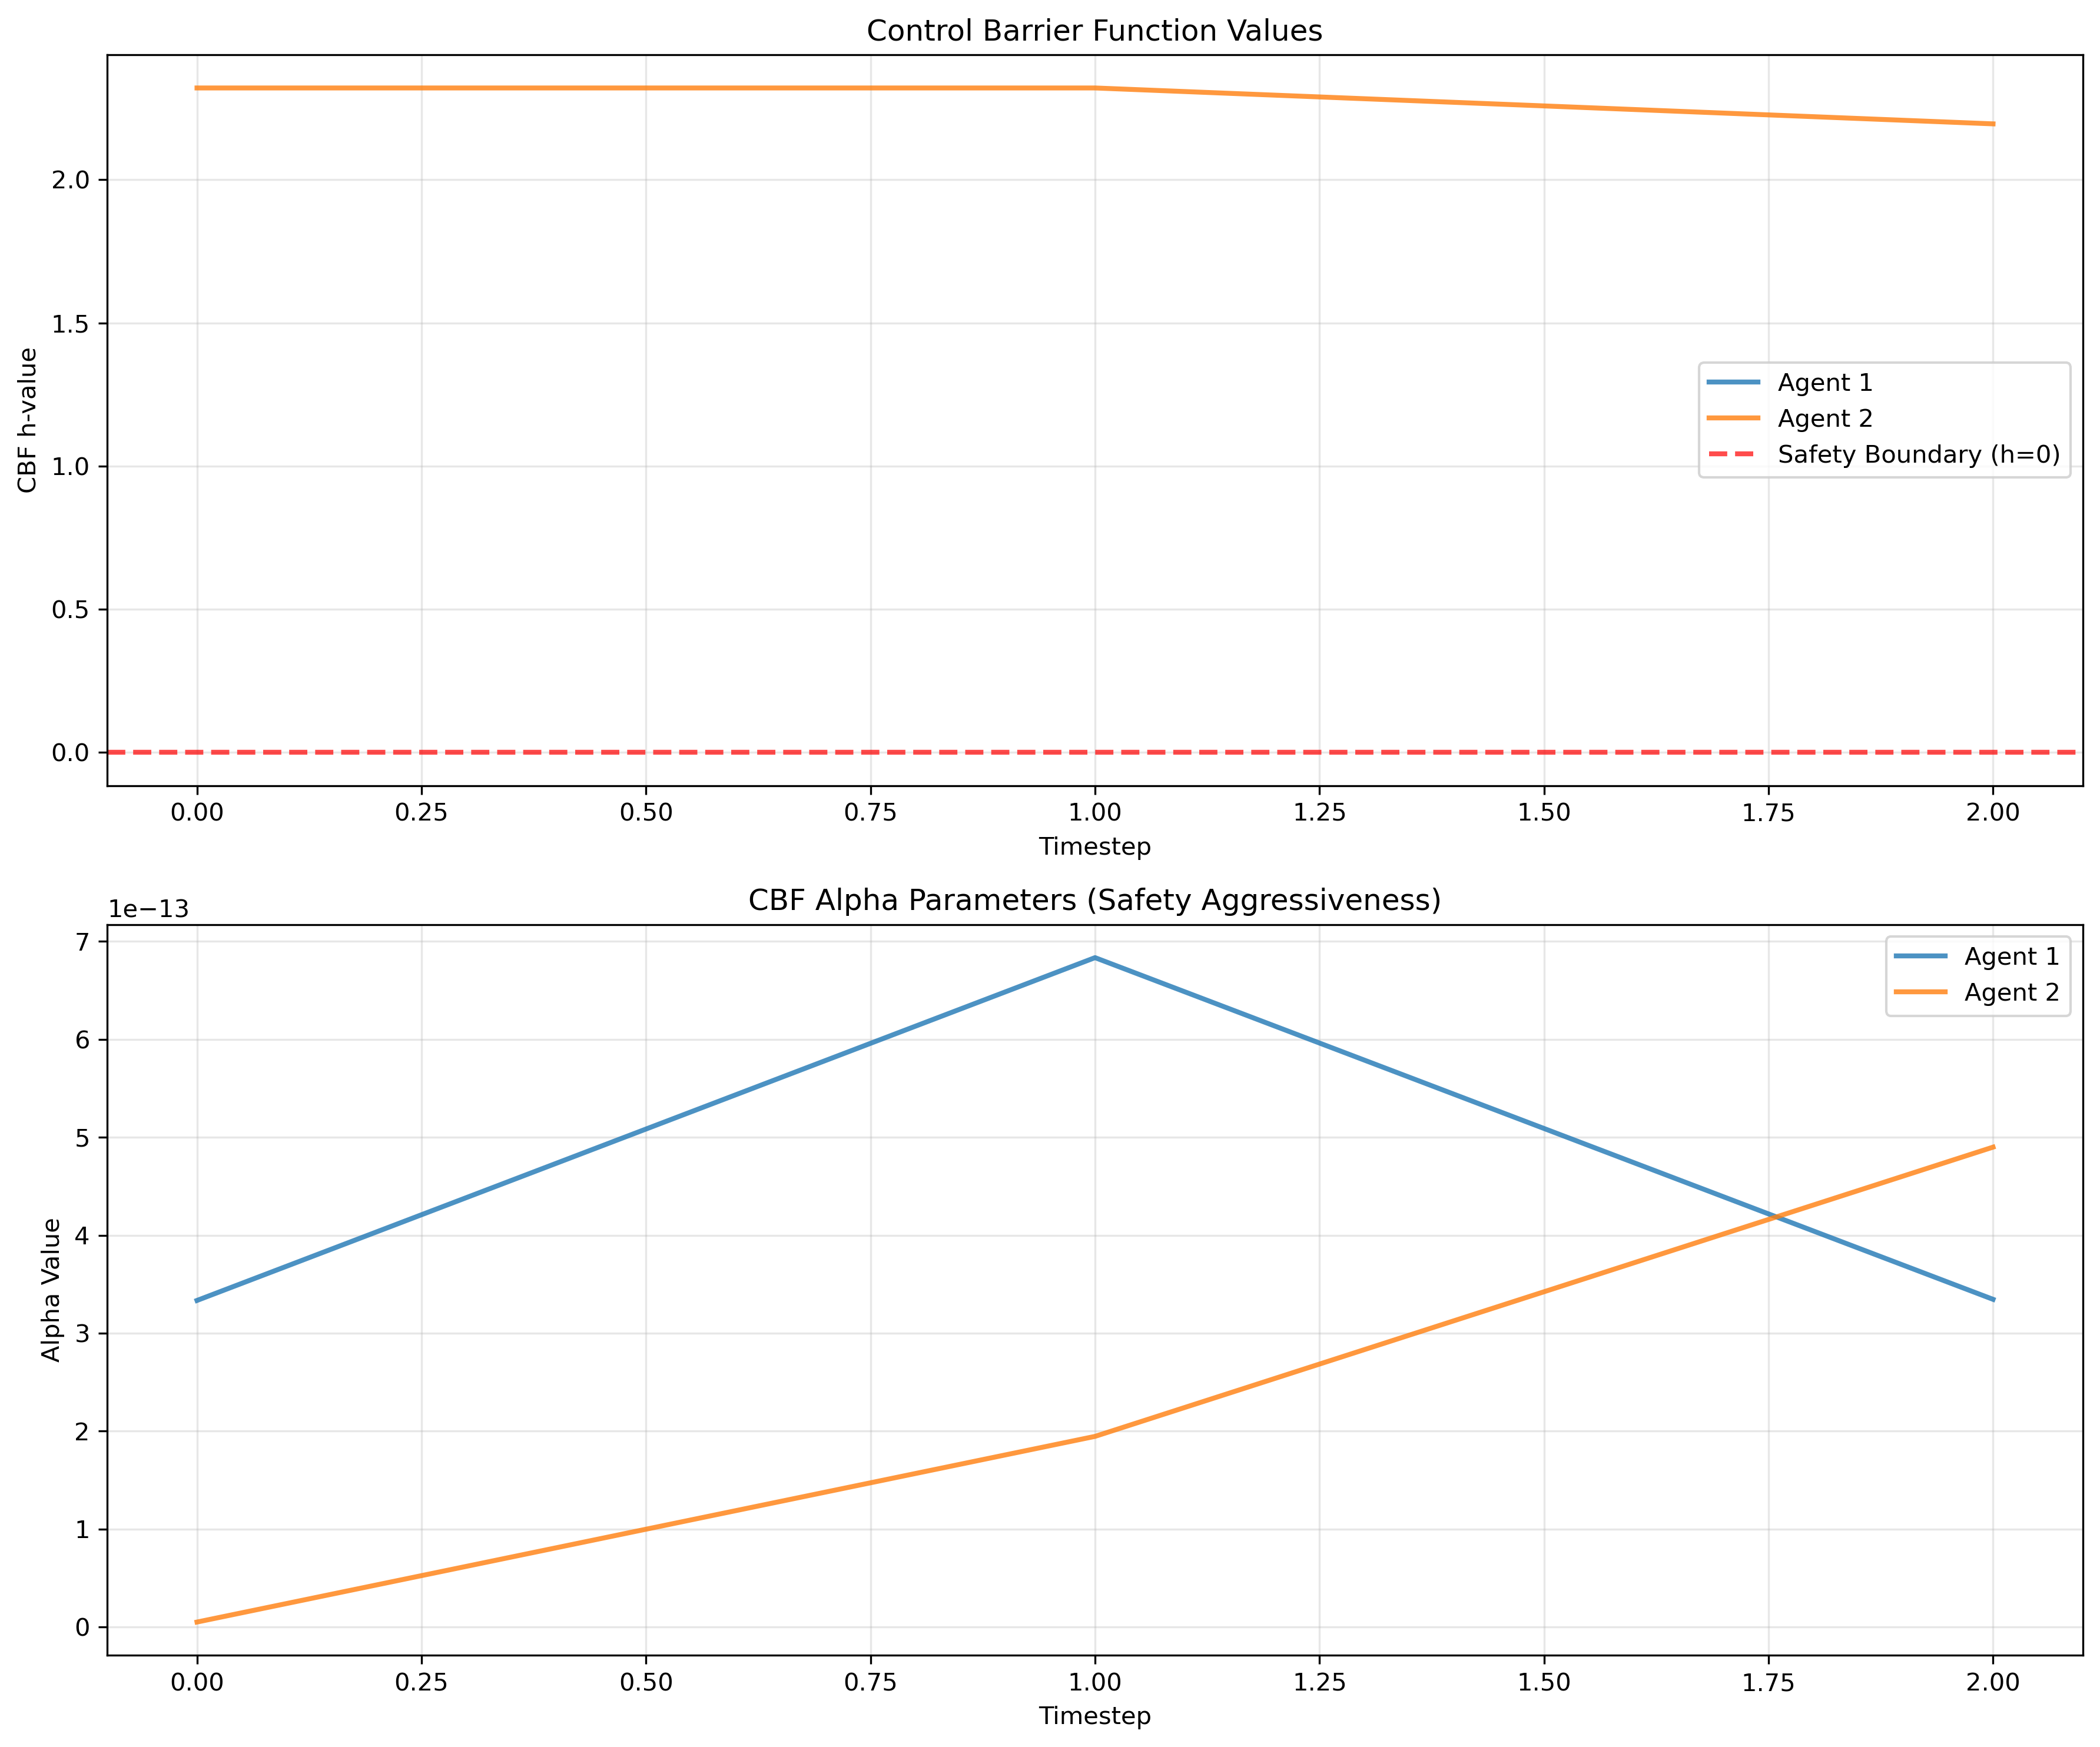 Control Barrier Function Values
CBF h-value
2.0
1.5
1.0
0.5
0.0
Agent 1
Agent 2
Safety Boundary (h=0)
0.00 0.25 0.50 0.75 1.00 1.25 1.50 1.75 2.00
Timestep
CBF Alpha Parameters (Safety Aggressiveness)
1e−13
Alpha Value
7
6
5
4
3
2
1
0
Agent 1
Agent 2
0.00 0.25 0.50 0.75 1.00 1.25 1.50 1.75 2.00
Timestep